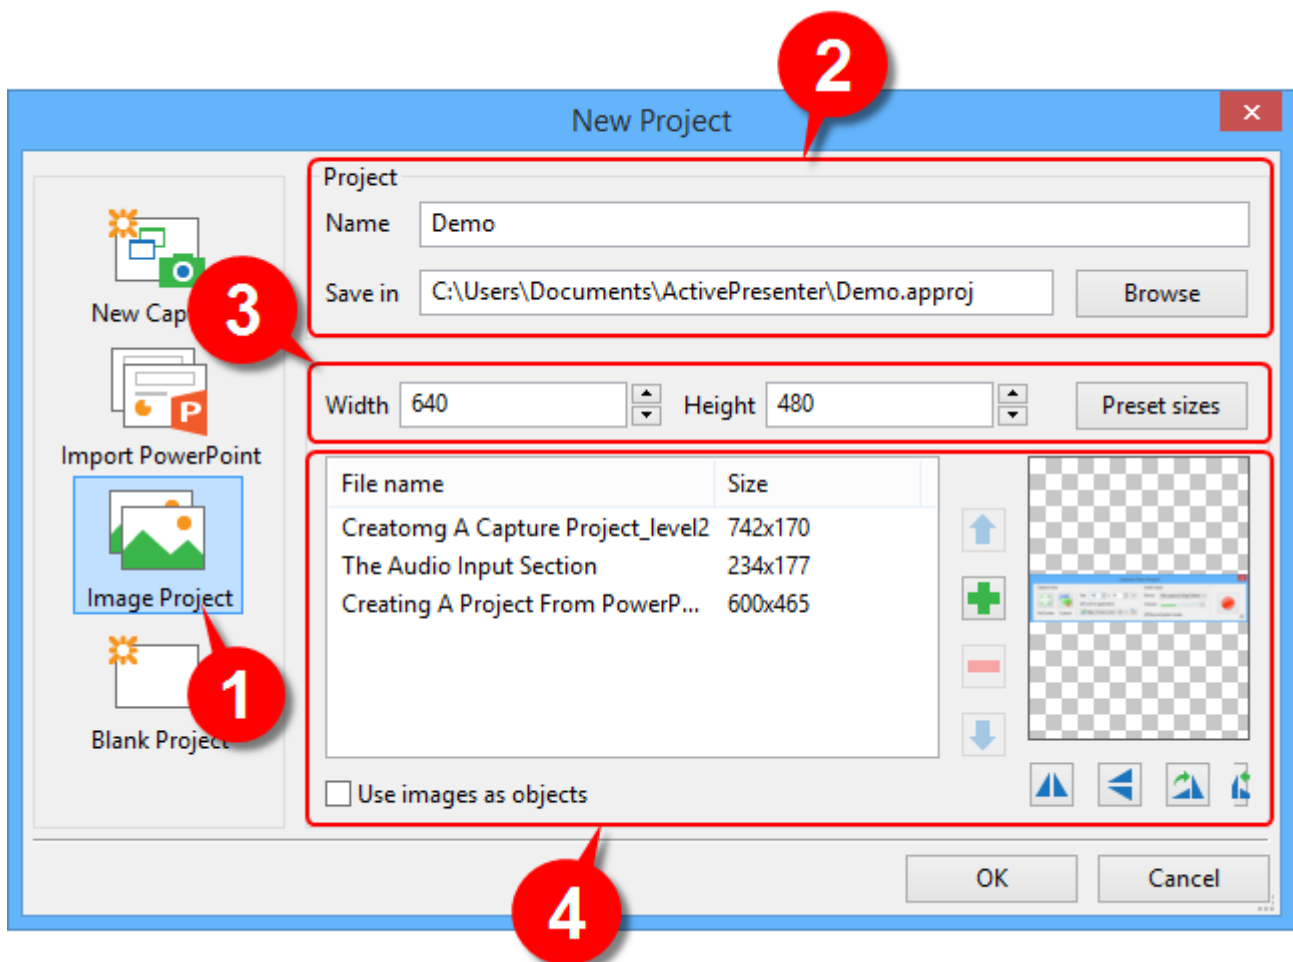 2
New Project
Project
Name Demo
Save in C:\Users\Documents\ActivePresenter\Demo.approj Browse
New Cap
3
Width 640 Height 480 Preset sizes
Import PowerPoint
P
File name Size
Creatomg A Capture Project_level2 742x170
The Audio Input Section 234x177
Creating A Project From PowerP... 600x465
Image Project
1
Blank Project
Use images as objects
OK Cancel
4